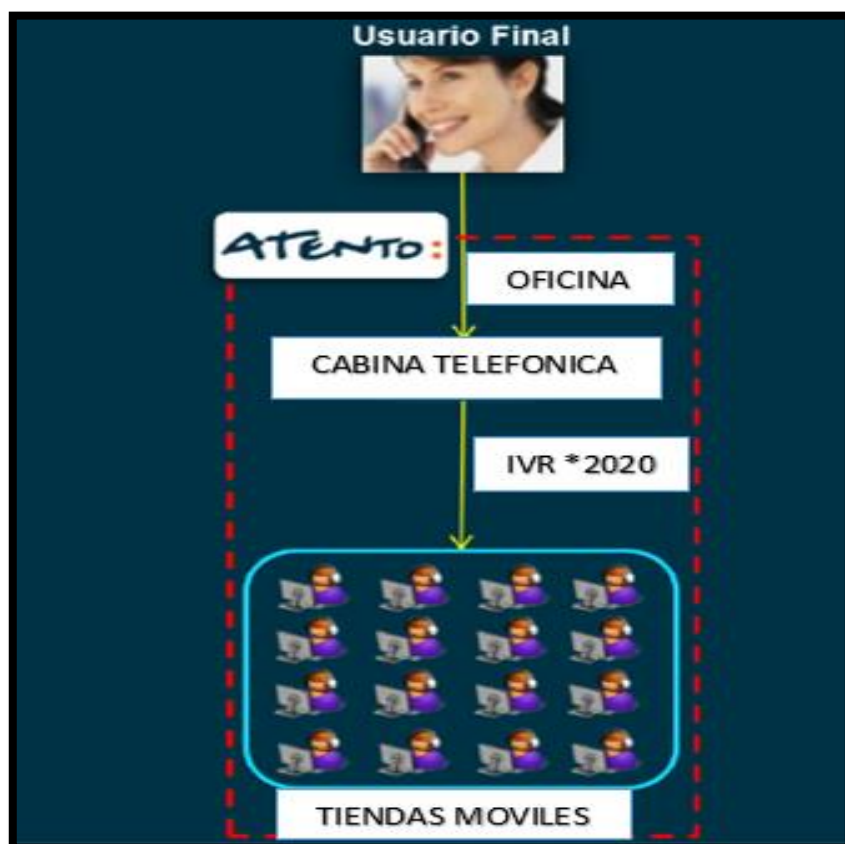 Usuario Final
ATENTO:
OFICINA
CABINA TELEFONICA
IVR *2020
TIENDAS MOVILES